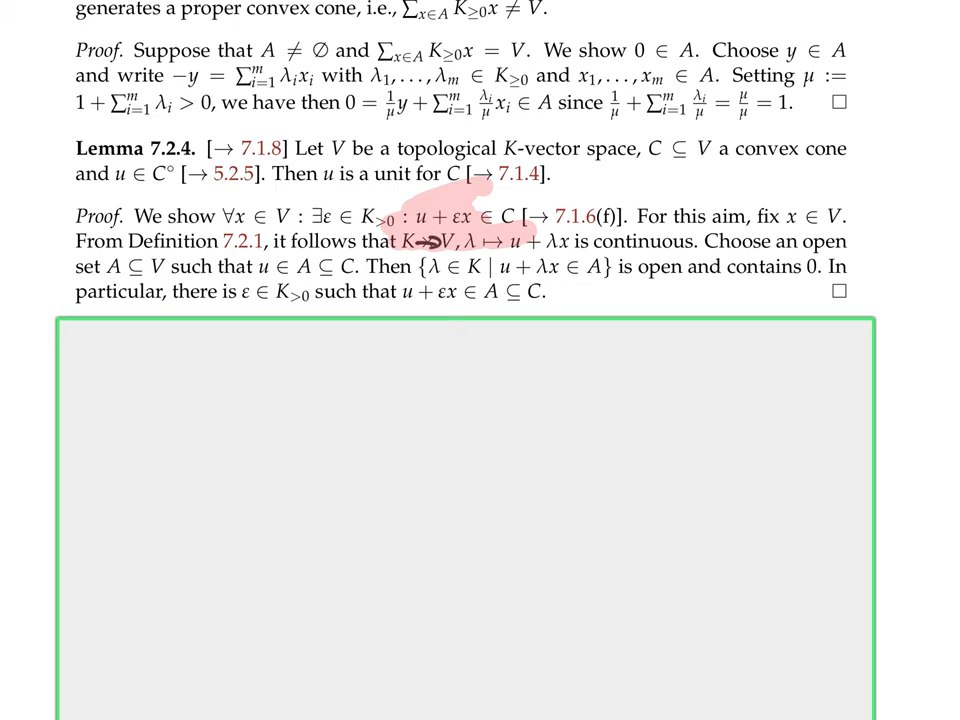 generates a proper convex cone, i.e., ∑_{x∈A} K_{≥0}x ≠ V.
Proof. Suppose that A ≠ ∅ and ∑_{x∈A} K_{≥0}x = V. We show 0 ∈ A. Choose y ∈ A
and write −y = ∑_{i=1}^m λ_i x_i with λ_1, . . . , λ_m ∈ K_{≥0} and x_1, . . . , x_m ∈ A. Setting μ :=
1 + ∑_{i=1}^m λ_i > 0, we have then 0 = \frac{1}{μ}y + ∑_{i=1}^m \frac{λ_i}{μ}x_i ∈ A since \frac{1}{μ} + ∑_{i=1}^m \frac{λ_i}{μ} = \frac{μ}{μ} = 1. □
Lemma 7.2.4. [→ 7.1.8] Let V be a topological K-vector space, C ⊆ V a convex cone
and u ∈ C° [→ 5.2.5]. Then u is a unit for C [→ 7.1.4].
Proof. We show ∀x ∈ V : ∃ε ∈ K_{>0} : u + εx ∈ C [→ 7.1.6(f)]. For this aim, fix x ∈ V.
From Definition 7.2.1, it follows that K → V, λ ↦ u + λx is continuous. Choose an open
set A ⊆ V such that u ∈ A ⊆ C. Then {λ ∈ K | u + λx ∈ A} is open and contains 0. In
particular, there is ε ∈ K_{>0} such that u + εx ∈ A ⊆ C. □